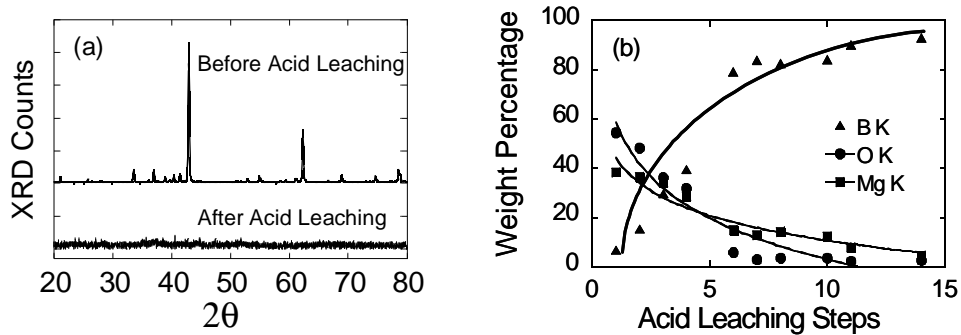 (a)
Before Acid Leaching
After Acid Leaching
XRD Counts
20 30 40 50 60 70 80
2θ
(b)
100
80
60
40
20
0
Weight Percentage
B K
O K
Mg K
0 5 10 15
Acid Leaching Steps